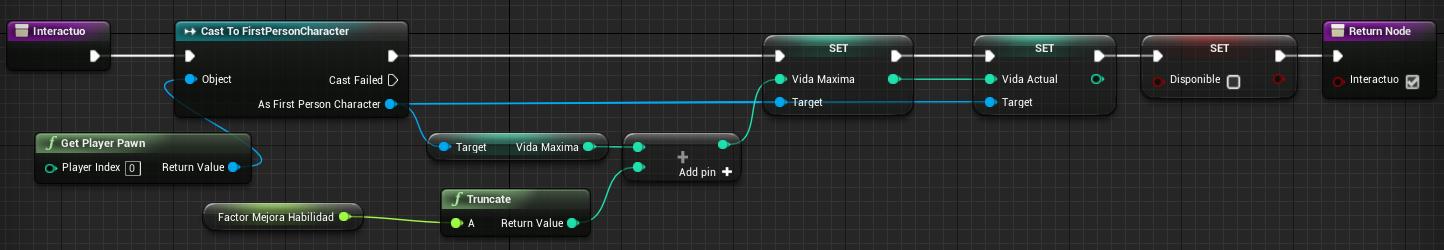 Interactuo
Cast To FirstPersonCharacter
Object
Cast Failed
As First Person Character
f Get Player Pawn
Player Index 0
Return Value
Target
Vida Maxima
Add pin
Factor Mejora Habilidad
f Truncate
A
Return Value
SET
Vida Maxima
Target
SET
Vida Actual
Target
SET
Disponible
Return Node
Interactuo